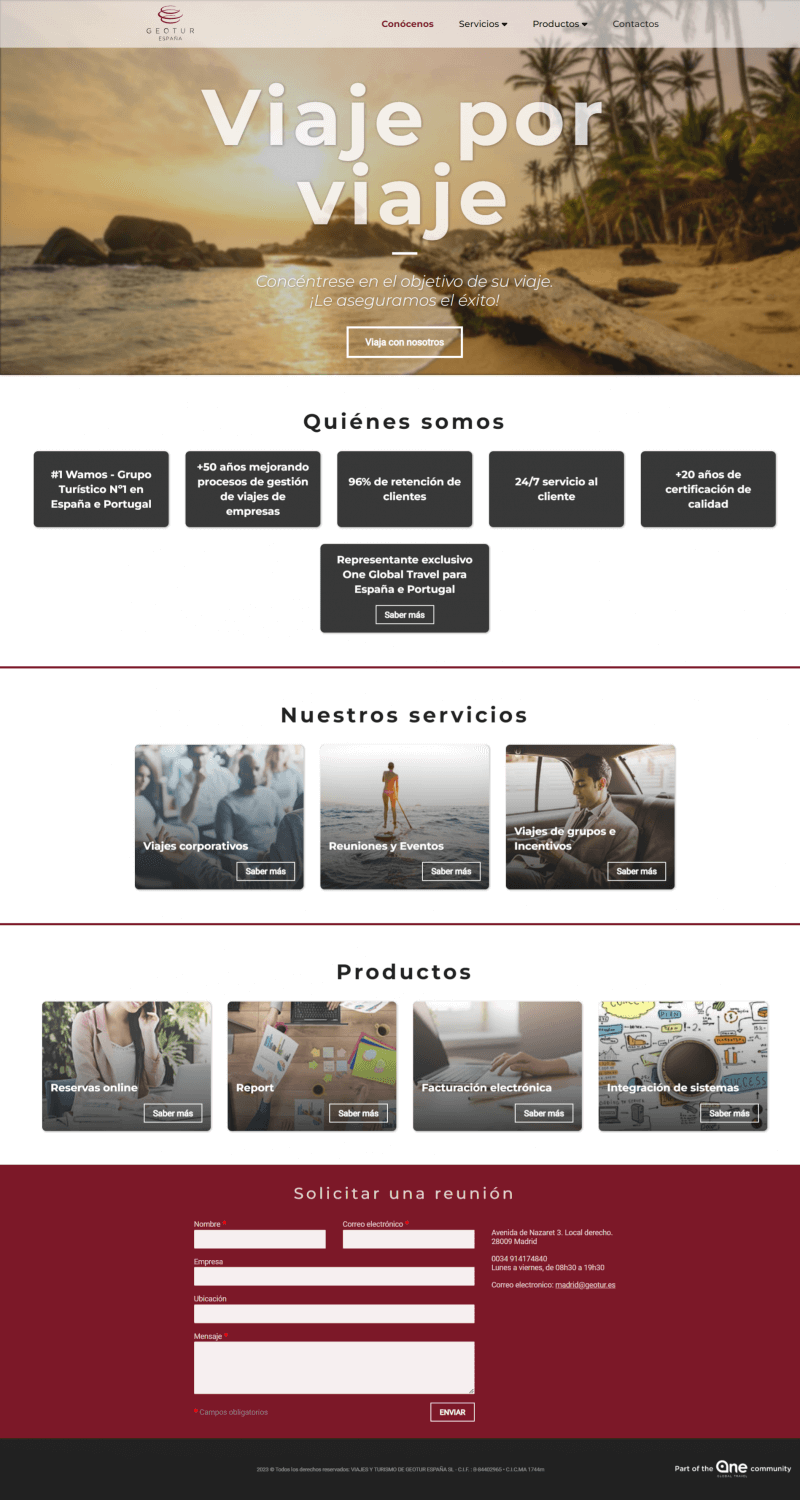 GEOTUR
ESPAÑA
Conócenos
Servicios
Productos
Contactos
Viaje por
viaje
Concéntrese en el objetivo de su viaje.
¡Le aseguramos el éxito!
Viaja con nosotros
Quiénes somos
#1 Wamos - Grupo
Turístico Nº1 en
España e Portugal
+50 años mejorando
procesos de gestión
de viajes de
empresas
96% de retención de
clientes
24/7 servicio al
cliente
+20 años de
certificación de
calidad
Representante exclusivo
One Global Travel para
España e Portugal
Saber más
Nuestros servicios
Viajes corporativos
Saber más
Reuniones y Eventos
Saber más
Viajes de grupos e
Incentivos
Saber más
Productos
Reservas online
Saber más
Report
Saber más
Facturación electrónica
Saber más
PLAN
SUCCESS
Integración de sistemas
Saber más
Solicitar una reunión
Nombre *
Correo electrónico *
Empresa
Ubicación
Mensaje *
* Campos obligatorios
ENVIAR
Avenida de Nazaret 3. Local derecho.
28009 Madrid
0034 914174840
Lunes a viernes, de 08h30 a 19h30
Correo electronico: madrid@geotur.es
2023 © Todos los derechos reservados: VIAJES Y TURISMO DE GEOTUR ESPAÑA SL - C.I.F. : B-84402965 • C.I.C.MA 1744m
Part of the One community
GLOBAL TRAVEL